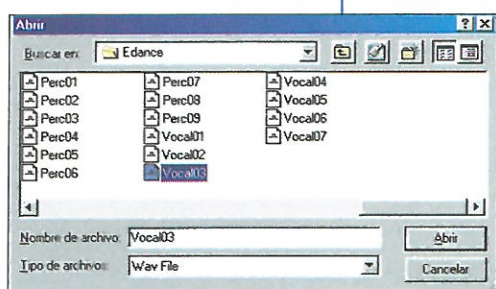 Abrir
Buscar en: Edance
Perc01 Perc07 Vocal04
Perc02 Perc08 Vocal05
Perc03 Perc09 Vocal06
Perc04 Vocal01 Vocal07
Perc05 Vocal02
Perc06 Vocal03
Nombre de archivo: Vocal03 Abrir
Tipo de archivos: Wav File Cancelar